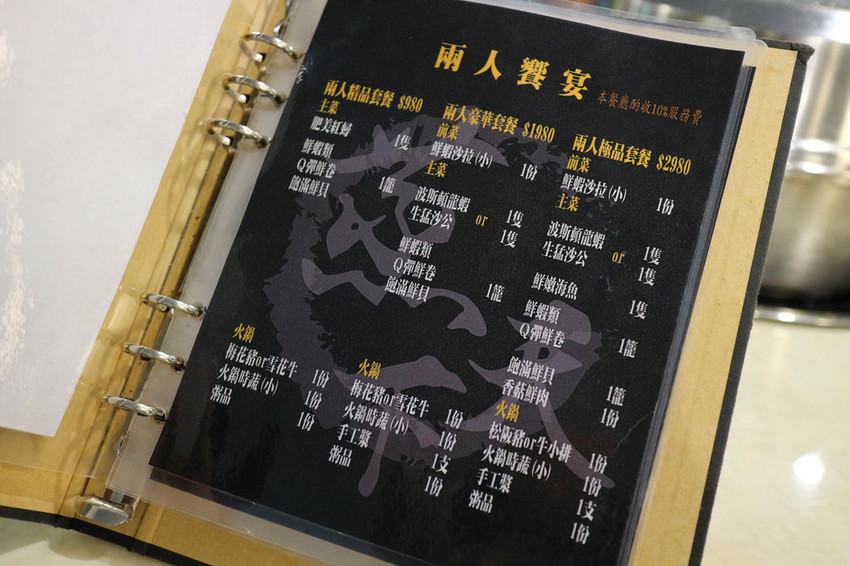 兩人饗宴
本餐廳酌收10%服務費
兩人精品套餐 $980
主菜
肥美紅蟳 1隻
鮮蝦類
Q彈鮮卷 1籠
飽滿鮮貝
火鍋
梅花豬or雪花牛 1份
火鍋時蔬(小) 1份
粥品 1份
兩人豪華套餐 $1980
前菜
鮮蝦沙拉(小) 1份
主菜
波斯頓龍蝦 1隻
or
生猛沙公 1隻
鮮蝦類
Q彈鮮卷
飽滿鮮貝 1籠
火鍋
梅花豬or雪花牛 1份
火鍋時蔬(小) 1份
手工漿 1支
粥品 1份
兩人極品套餐 $2980
前菜
鮮蝦沙拉(小) 1份
主菜
波斯頓龍蝦 1隻
or
生猛沙公 1隻
鮮嫩海魚 1隻
鮮蝦類
Q彈鮮卷 1籠
飽滿鮮貝 1籠
香菇鮮肉 1份
火鍋
松阪豬or牛小排 1份
火鍋時蔬(小) 1份
手工漿 1支
粥品 1份